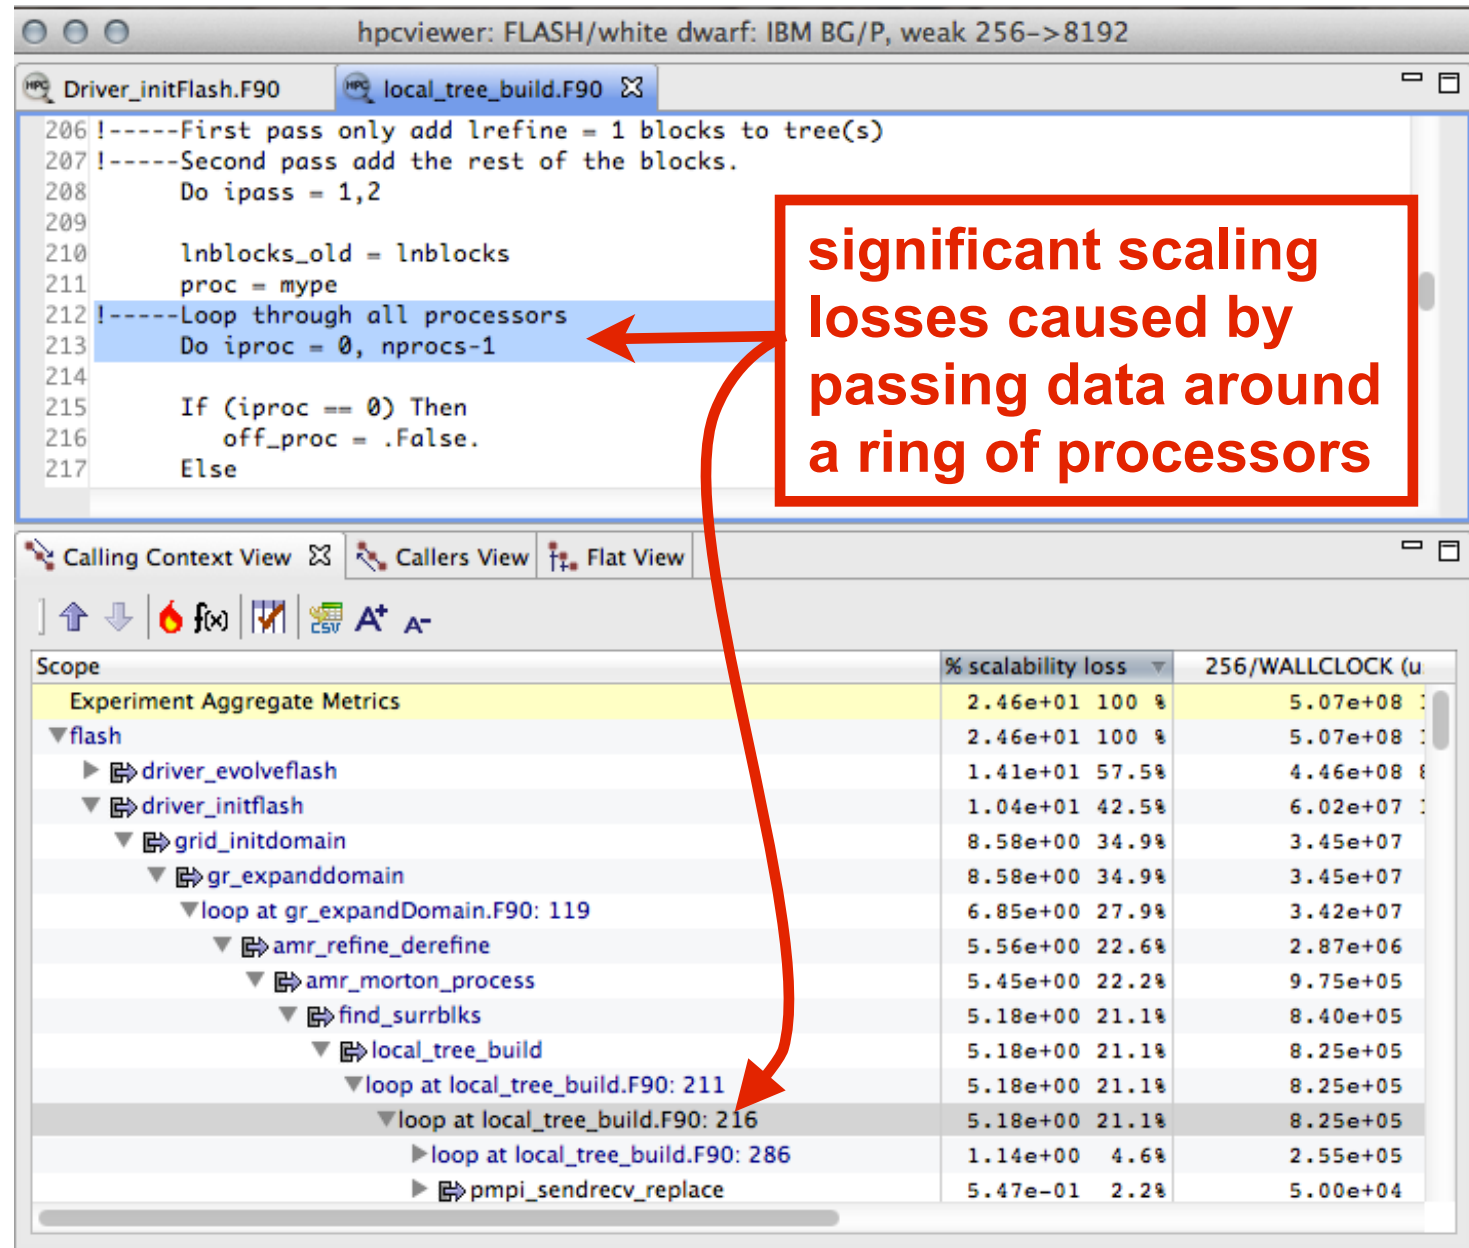 hpcviewer: FLASH/white dwarf: IBM BG/P, weak 256->8192
Driver_initFlash.F90 local_tree_build.F90
206 !-----First pass only add lrefine = 1 blocks to tree(s)
207 !-----Second pass add the rest of the blocks.
208 Do ipass = 1,2
209
210 lnblocks_old = lnblocks
211 proc = mype
212 !-----Loop through all processors
213 Do iproc = 0, nprocs-1
214
215 If (iproc == 0) Then
216 off_proc = .False.
217 Else
significant scaling
losses caused by
passing data around
a ring of processors
Calling Context View Callers View Flat View
f(x) CSV A+ A-
Scope % scalability loss 256/WALLCLOCK (u
Experiment Aggregate Metrics 2.46e+01 100 % 5.07e+08
flash 2.46e+01 100 % 5.07e+08
driver_evolveflash 1.41e+01 57.5% 4.46e+08
driver_initflash 1.04e+01 42.5% 6.02e+07
grid_initdomain 8.58e+00 34.9% 3.45e+07
gr_expanddomain 8.58e+00 34.9% 3.45e+07
loop at gr_expandDomain.F90: 119 6.85e+00 27.9% 3.42e+07
amr_refine_derefine 5.56e+00 22.6% 2.87e+06
amr_morton_process 5.45e+00 22.2% 9.75e+05
find_surrblks 5.18e+00 21.1% 8.40e+05
local_tree_build 5.18e+00 21.1% 8.25e+05
loop at local_tree_build.F90: 211 5.18e+00 21.1% 8.25e+05
loop at local_tree_build.F90: 216 5.18e+00 21.1% 8.25e+05
loop at local_tree_build.F90: 286 1.14e+00 4.6% 2.55e+05
pmpi_sendrecv_replace 5.47e-01 2.2% 5.00e+04